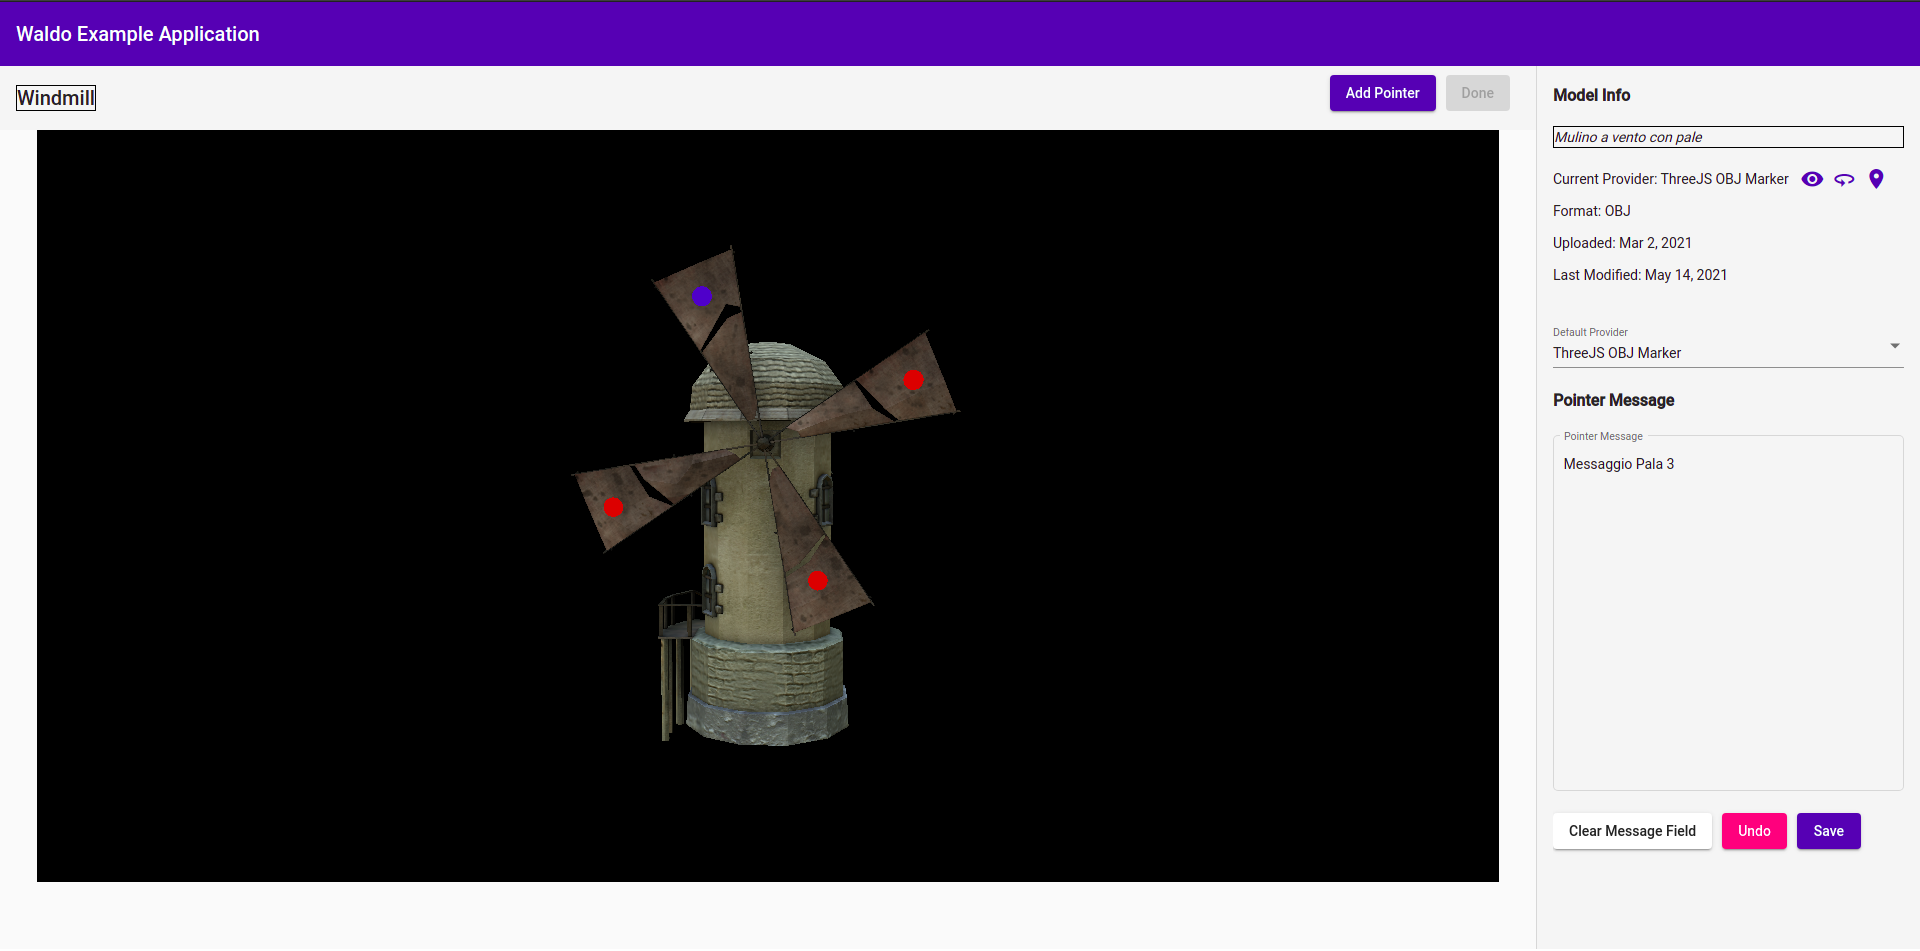 Waldo Example Application
Windmill
Add Pointer
Done
Model Info
Mulino a vento con pale
Current Provider: ThreeJS OBJ Marker
Format: OBJ
Uploaded: Mar 2, 2021
Last Modified: May 14, 2021
Default Provider
ThreeJS OBJ Marker
Pointer Message
Pointer Message
Messaggio Pala 3
Clear Message Field
Undo
Save